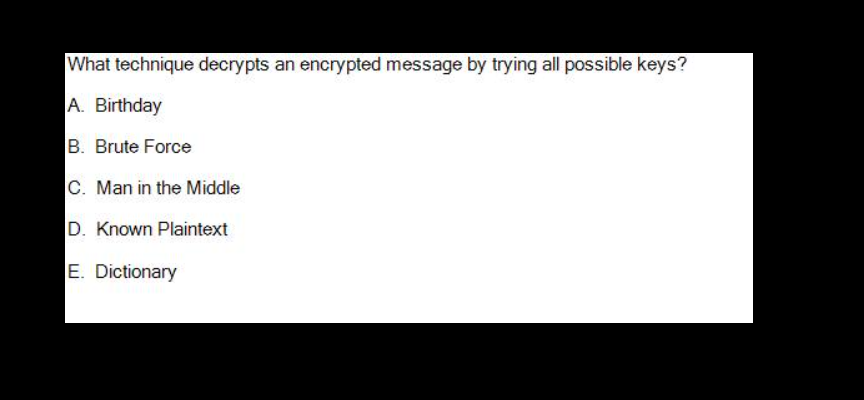 What technique decrypts an encrypted message by trying all possible keys?
A. Birthday
B. Brute Force
C. Man in the Middle
D. Known Plaintext
E. Dictionary